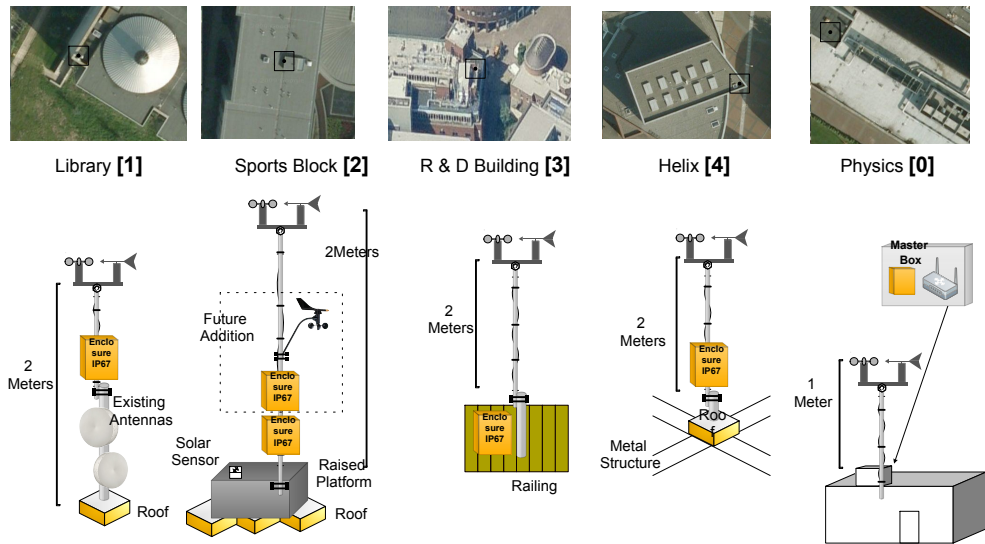 Library [1]
Sports Block [2]
R & D Building [3]
Helix [4]
Physics [0]
2
Meters
Enclo
sure
IP67
Existing
Antennas
Roof
2Meters
Future
Addition
Enclo
sure
IP67
Enclo
sure
IP67
Solar
Sensor
Raised
Platform
Roof
2
Meters
Enclo
sure
IP67
Railing
2
Meters
Enclo
sure
IP67
Roo
f
Metal
Structure
Master
Box
1
Meter